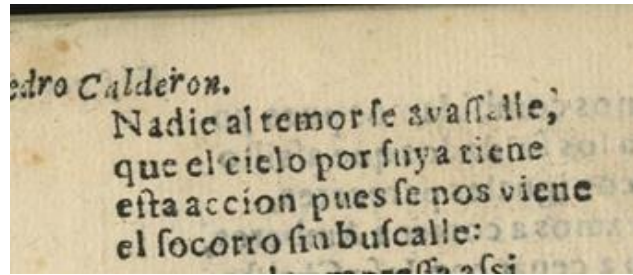 edro Calderon.
Nadie al temor ſe avaſſalle,
que el cielo por ſuya tiene
eſta accion pues ſe nos viene
el ſocorro ſin buſcalle:
aſsi